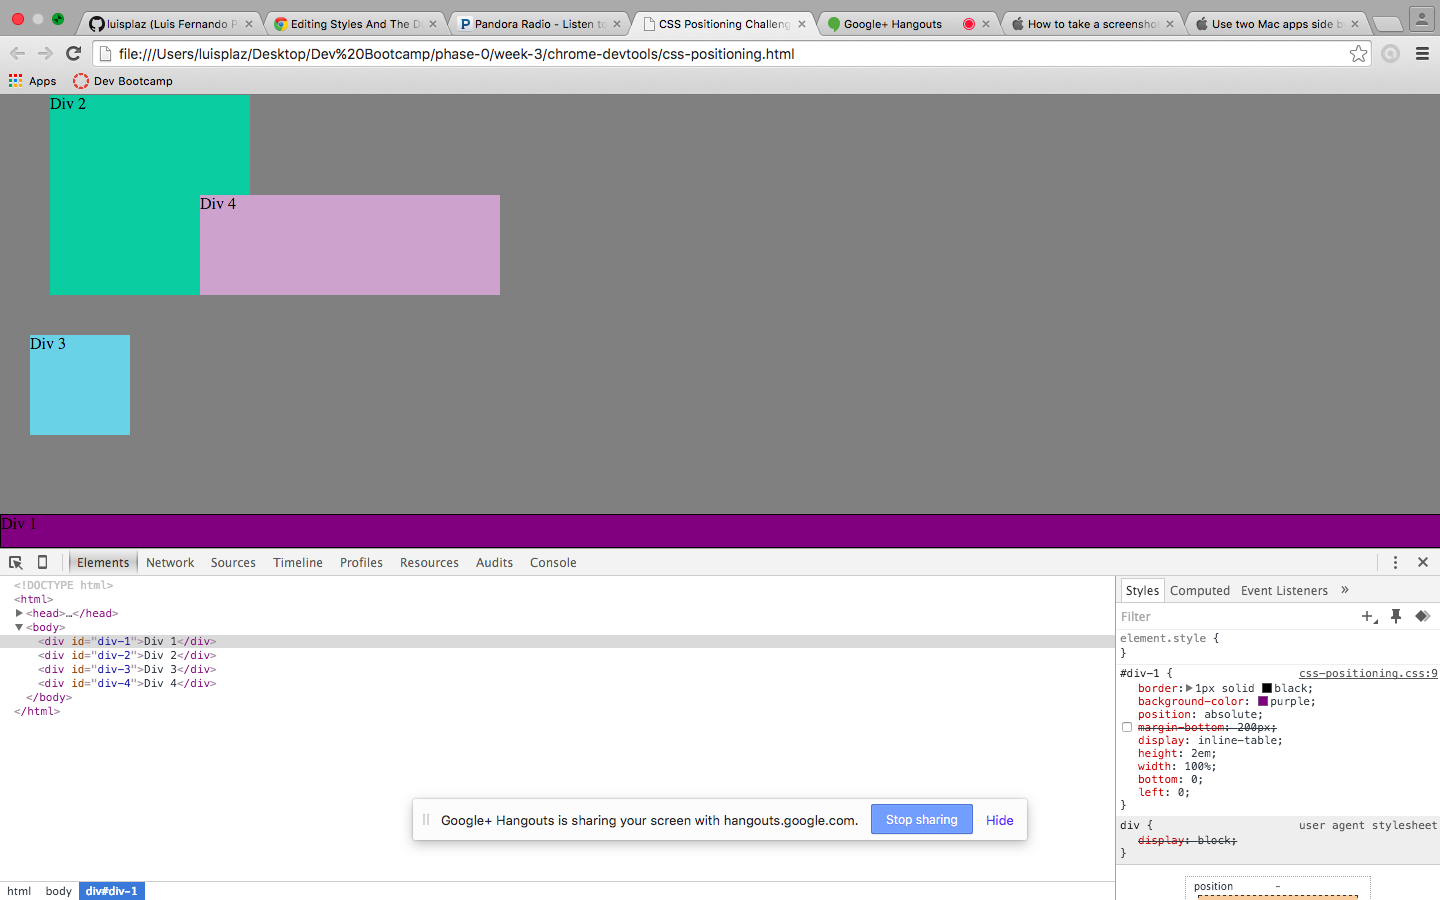 luisplaz (Luis Fernando P
Editing Styles And The D
Pandora Radio - Listen to
CSS Positioning Challeng
Google+ Hangouts
How to take a screenshot
Use two Mac apps side b
file:///Users/luisplaz/Desktop/Dev%20Bootcamp/phase-0/week-3/chrome-devtools/css-positioning.html
Apps
Dev Bootcamp
Div 2
Div 4
Div 3
Div 1
Elements Network Sources Timeline Profiles Resources Audits Console
<!DOCTYPE html>
<html>
<head>…</head>
<body>
<div id="div-1">Div 1</div>
<div id="div-2">Div 2</div>
<div id="div-3">Div 3</div>
<div id="div-4">Div 4</div>
</body>
</html>
Styles Computed Event Listeners »
Filter
element.style {
}
#div-1 { css-positioning.css:9
border: 1px solid black;
background-color: purple;
position: absolute;
margin-bottom: 200px;
display: inline-table;
height: 2em;
width: 100%;
bottom: 0;
left: 0;
}
div { user agent stylesheet
display: block;
}
position -
Google+ Hangouts is sharing your screen with hangouts.google.com. Stop sharing Hide
html body div#div-1